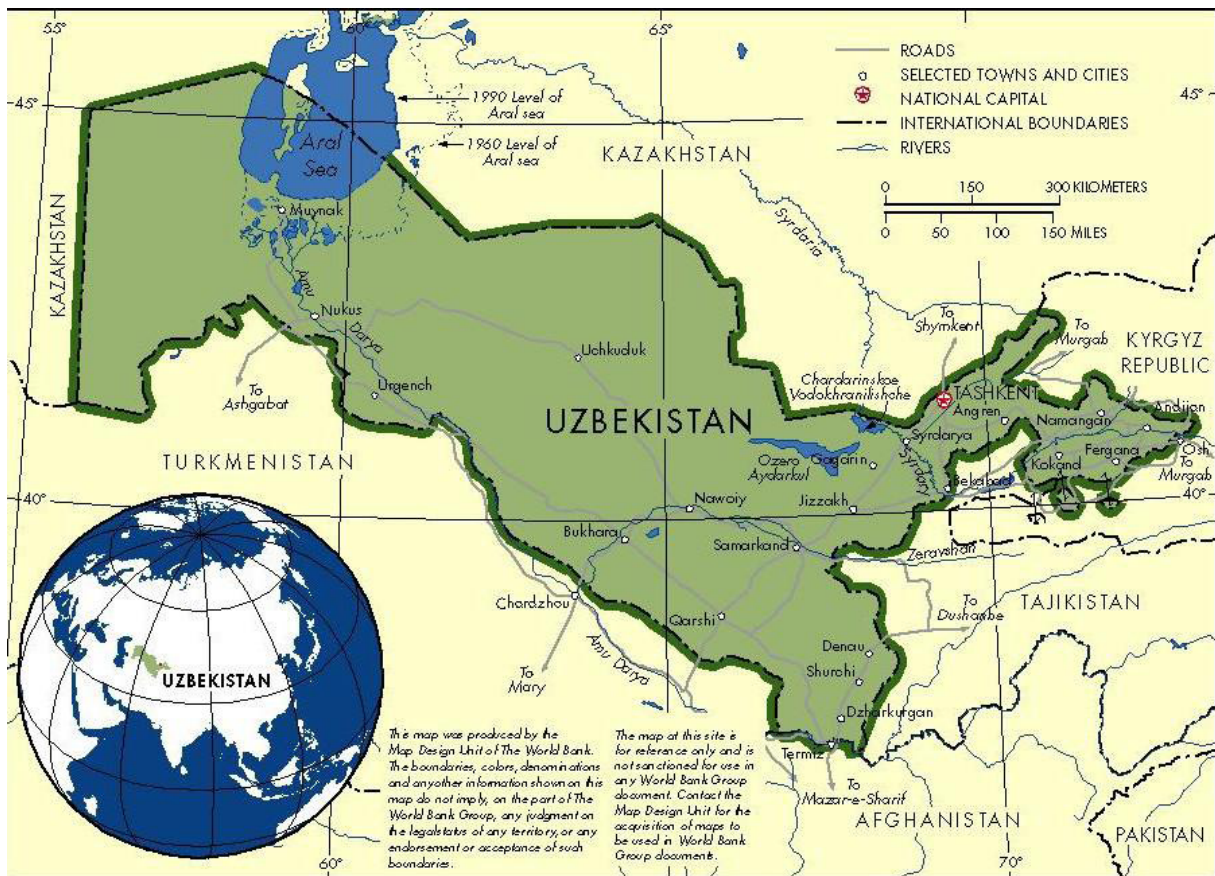 55°
60°
65°
ROADS
SELECTED TOWNS AND CITIES
NATIONAL CAPITAL
INTERNATIONAL BOUNDARIES
RIVERS
45°
45°
1990 Level of
Aral sea
1960 Level of
Aral sea
Aral
Sea
KAZAKHSTAN
0 150 300 KILOMETERS
0 50 100 150 MILES
KAZAKHSTAN
Muynak
Syrdaria
Amu
Darya
Nukus
To
Shymkent
To
Murgab
KYRGYZ
REPUBLIC
Uchkuduk
Chardarinskoe
Vodokhranilishche
To
Ashgabat
Urgench
TASHKENT
Angren
Namangan
Andijan
UZBEKISTAN
Syrdarya
TURKMENISTAN
Ozero
Aydarkul
Gagarin
Syrdary
Kokand
Fergana
Osh
To
Murgab
Bekabad
40°
40°
Nawoiy
Jizzakh
Bukhara
Samarkand
Zeravshan
Chardzhou
Qarshi
To
Dushanbe
TAJIKISTAN
Denau
Shurchi
Amu Darya
To
Mary
UZBEKISTAN
Dzharkurgan
Termiz
To
Mazar-e-Sharif
AFGHANISTAN
PAKISTAN
This map was produced by the
Map Design Unit of The World Bank.
The boundaries, colors, denominations
and any other information shown on this
map do not imply, on the part of The
World Bank Group, any judgment on
the legal status of any territory, or any
endorsement or acceptance of such
boundaries.
The map at this site is
for reference only and is
not sanctioned for use in
any World Bank Group
document. Contact the
Map Design Unit for the
acquisition of maps to
be used in World Bank
Group documents.
60°
70°